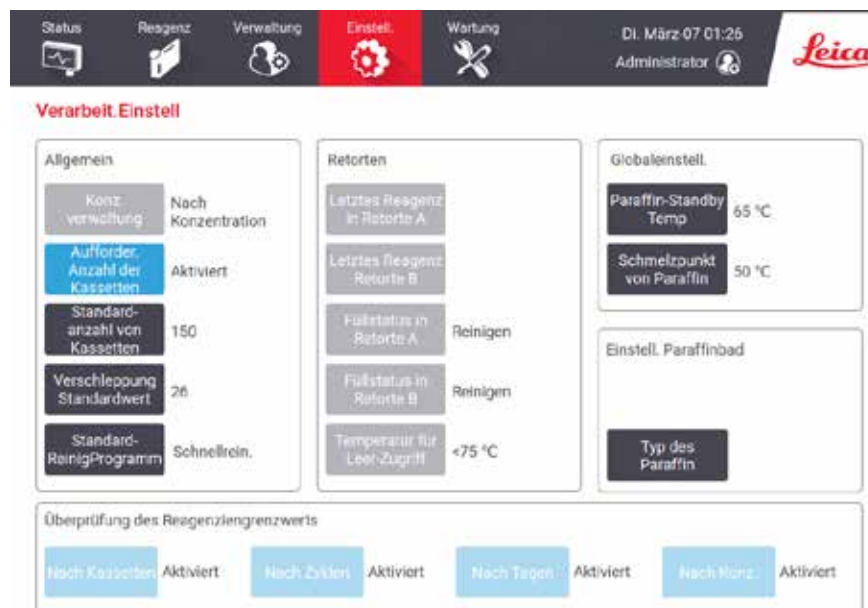 Status Reagenz Verwaltung Einstell. Wartung
Di. März-07 01:26
Administrator
Leica
Verarbeit.Einstell
Allgemein
Konz
verwaltung
Nach
Konzentration
Aufforder.
Anzahl der
Kassetten
Aktiviert
Standard-
anzahl von
Kassetten
150
Verschleppung
Standardwert
26
Standard-
ReinigProgramm
Schnellrein.
Retorten
Letztes Reagenz
in Retorte A
Letztes Reagenz
Retorte B
Füllstatus in
Retorte A
Reinigen
Füllstatus in
Retorte B
Reinigen
Temperatur für
Leer-Zugriff
<75 °C
Globaleinstell.
Paraffin-Standby
Temp
65 °C
Schmelzpunkt
von Paraffin
50 °C
Einstell. Paraffinbad
Typ des
Paraffin
Überprüfung des Reagenziengrenzwerts
Nach Kassetten Aktiviert Nach Zyklen Aktiviert Nach Tagen Aktiviert Nach Konz. Aktiviert